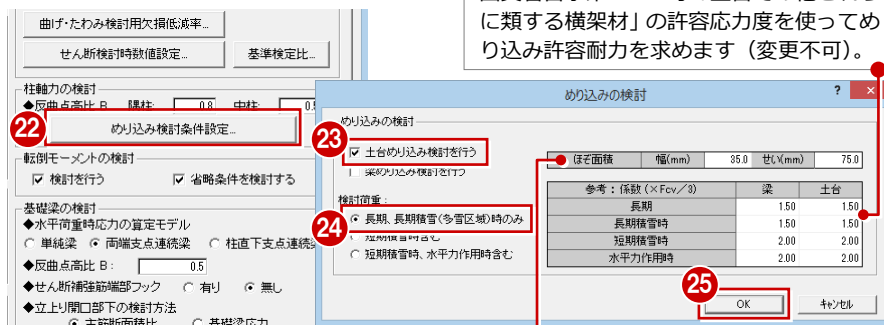 に類する横架材」の許容応力度を使ってめ
り込み許容耐力を求めます（変更不可）。
曲げ・たわみ検討用欠損低減率...
せん断検討時数値設定...
基準検定比...
柱軸力の検討
◆反曲点高比 B 隅柱: 0.8 中柱:
22
めり込み検討条件設定...
転倒モーメントの検討
検討を行う
省略条件を検討する
基礎梁の検討
◆水平荷重時応力の算定モデル
単純梁 両端支点連続梁 柱直下支点連続
◆反曲点高比 B: 0.5
◆せん断補強筋端部フック 有り 無し
◆立上り開口部下の検討方法
主筋断面積比 基礎梁応力
めり込みの検討
? ×
めり込みの検討
23
土台めり込み検討を行う
梁めり込み検討を行う
検討荷重:
24
長期、長期積雪(多雪区域)時のみ
短期積雪時含む
短期積雪時、水平力作用時含む
ほぞ面積 幅(mm) 35.0 せい(mm) 75.0
参考:係数(×Fcv/3) 梁 土台
長期 1.50 1.50
長期積雪時 1.50 1.50
短期積雪時 2.00 2.00
水平力作用時 2.00 2.00
25
OK
キャンセル